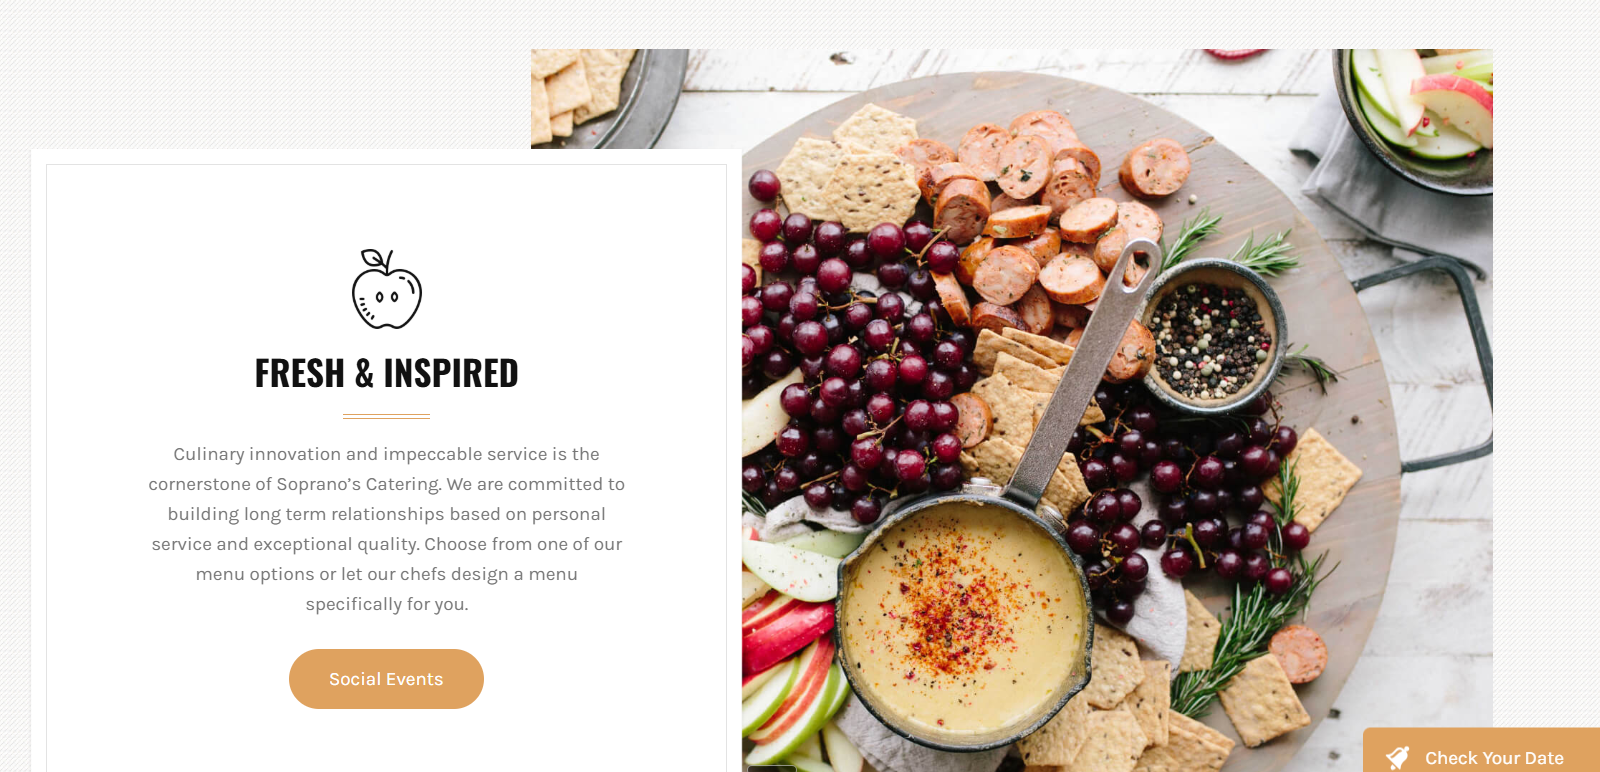 FRESH & INSPIRED
Culinary innovation and impeccable service is the
cornerstone of Soprano’s Catering. We are committed to
building long term relationships based on personal
service and exceptional quality. Choose from one of our
menu options or let our chefs design a menu
specifically for you.
Social Events
Check Your Date